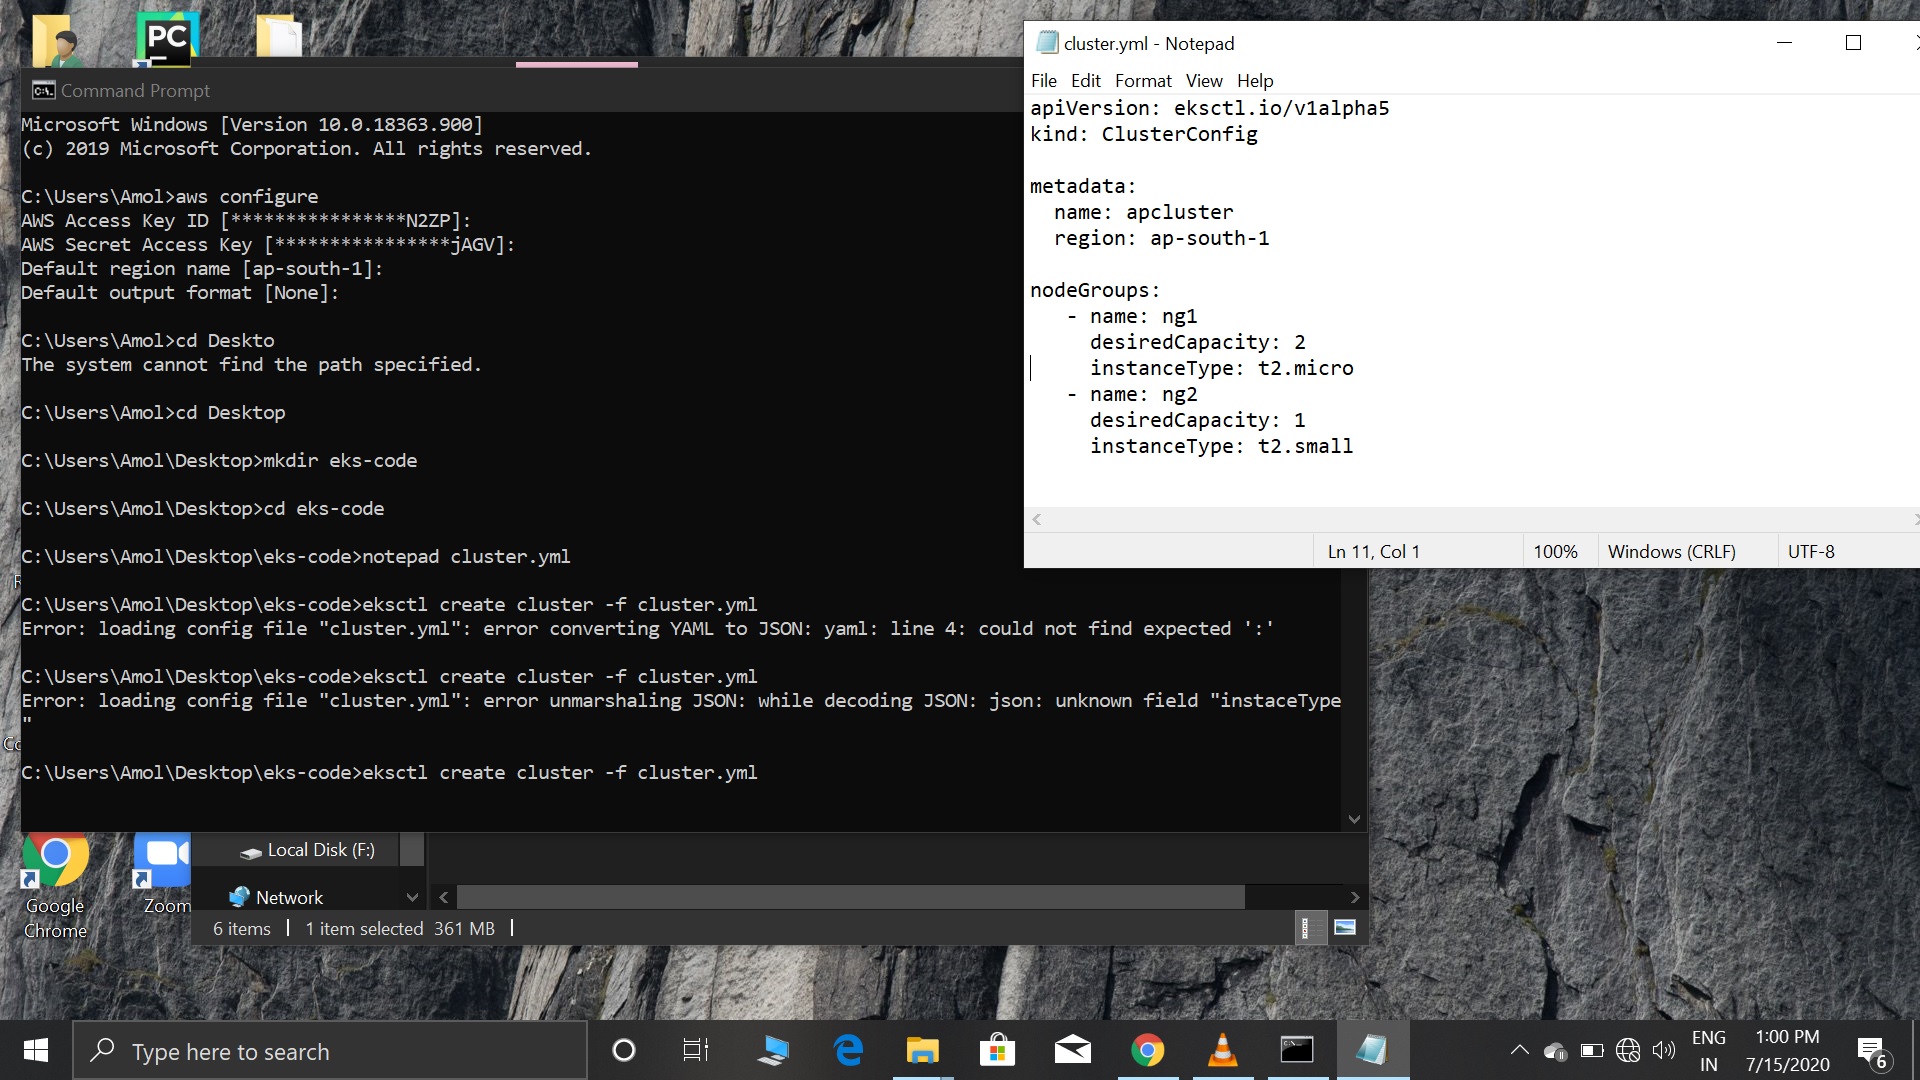 PC
Command Prompt
Microsoft Windows [Version 10.0.18363.900]
(c) 2019 Microsoft Corporation. All rights reserved.
C:\Users\Amol>aws configure
AWS Access Key ID [****************N2ZP]:
AWS Secret Access Key [****************jAGV]:
Default region name [ap-south-1]:
Default output format [None]:
C:\Users\Amol>cd Deskto
The system cannot find the path specified.
C:\Users\Amol>cd Desktop
C:\Users\Amol\Desktop>mkdir eks-code
C:\Users\Amol\Desktop>cd eks-code
C:\Users\Amol\Desktop\eks-code>notepad cluster.yml
C:\Users\Amol\Desktop\eks-code>eksctl create cluster -f cluster.yml
Error: loading config file "cluster.yml": error converting YAML to JSON: yaml: line 4: could not find expected ':'
C:\Users\Amol\Desktop\eks-code>eksctl create cluster -f cluster.yml
Error: loading config file "cluster.yml": error unmarshaling JSON: while decoding JSON: json: unknown field "instaceType
"
C:\Users\Amol\Desktop\eks-code>eksctl create cluster -f cluster.yml
cluster.yml - Notepad
File Edit Format View Help
apiVersion: eksctl.io/v1alpha5
kind: ClusterConfig
metadata:
  name: apcluster
  region: ap-south-1
nodeGroups:
   - name: ng1
     desiredCapacity: 2
     instanceType: t2.micro
   - name: ng2
     desiredCapacity: 1
     instanceType: t2.small
Ln 11, Col 1
100%
Windows (CRLF)
UTF-8
Local Disk (F:)
Network
6 items
1 item selected 361 MB
Google
Chrome
Zoom
Type here to search
ENG
IN
1:00 PM
7/15/2020
6